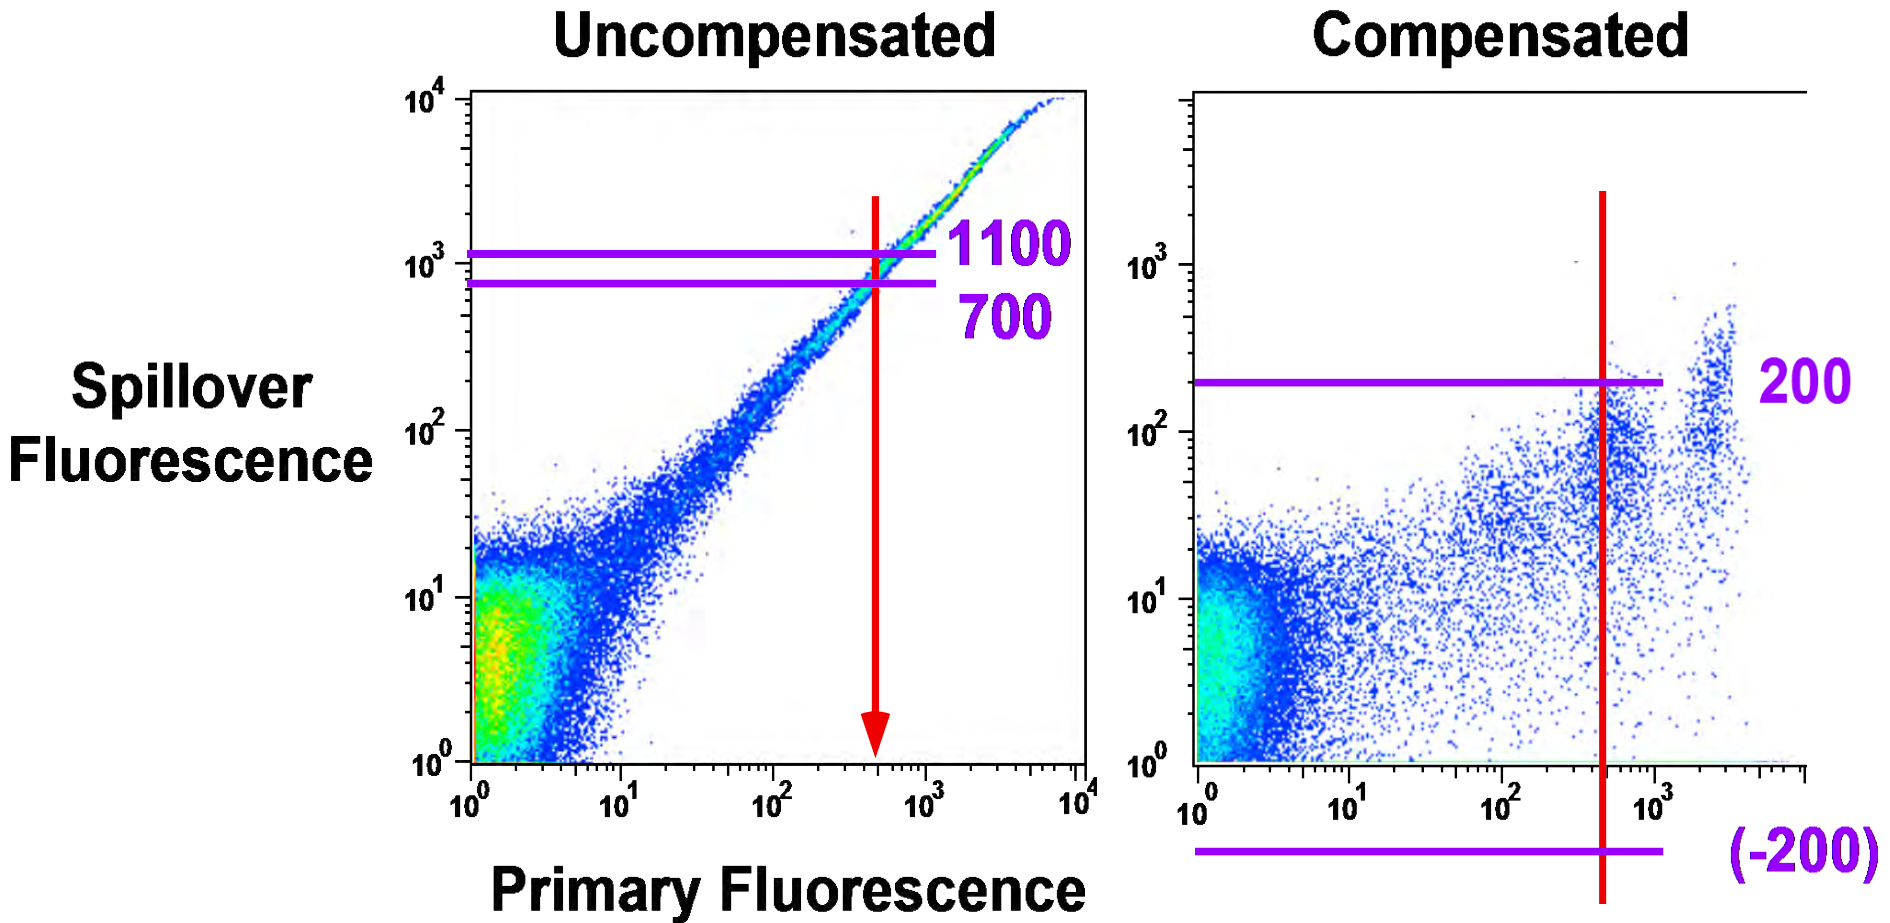 Uncompensated
Compensated
10^4
10^3
10^2
10^1
10^0
10^0 10^1 10^2 10^3 10^4
1100
700
Spillover
Fluorescence
Primary Fluorescence
10^3
10^2
10^1
10^0
10^0 10^1 10^2 10^3
200
(-200)